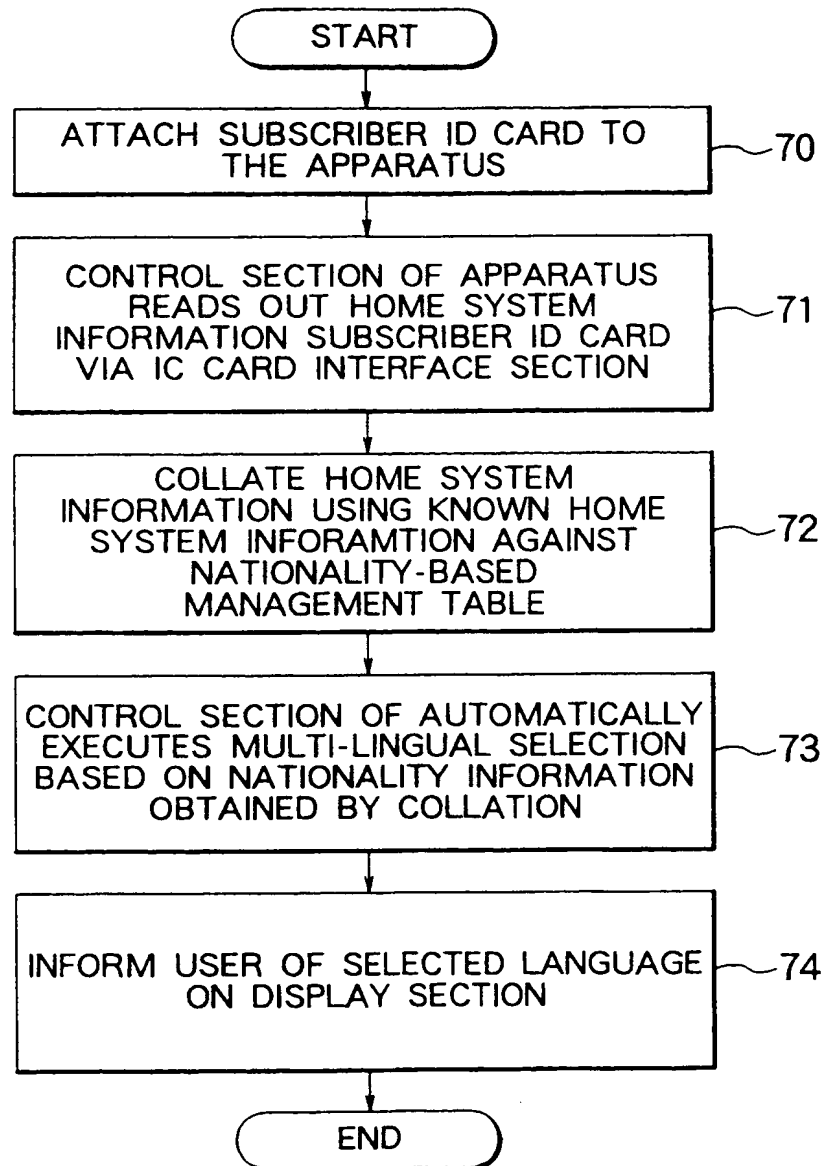 START
ATTACH SUBSCRIBER ID CARD TO
THE APPARATUS
70
CONTROL SECTION OF APPARATUS
READS OUT HOME SYSTEM
INFORMATION SUBSCRIBER ID CARD
VIA IC CARD INTERFACE SECTION
71
COLLATE HOME SYSTEM
INFORMATION USING KNOWN HOME
SYSTEM INFORAMTION AGAINST
NATIONALITY-BASED
MANAGEMENT TABLE
72
CONTROL SECTION OF AUTOMATICALLY
EXECUTES MULTI-LINGUAL SELECTION
BASED ON NATIONALITY INFORMATION
OBTAINED BY COLLATION
73
INFORM USER OF SELECTED LANGUAGE
ON DISPLAY SECTION
74
END